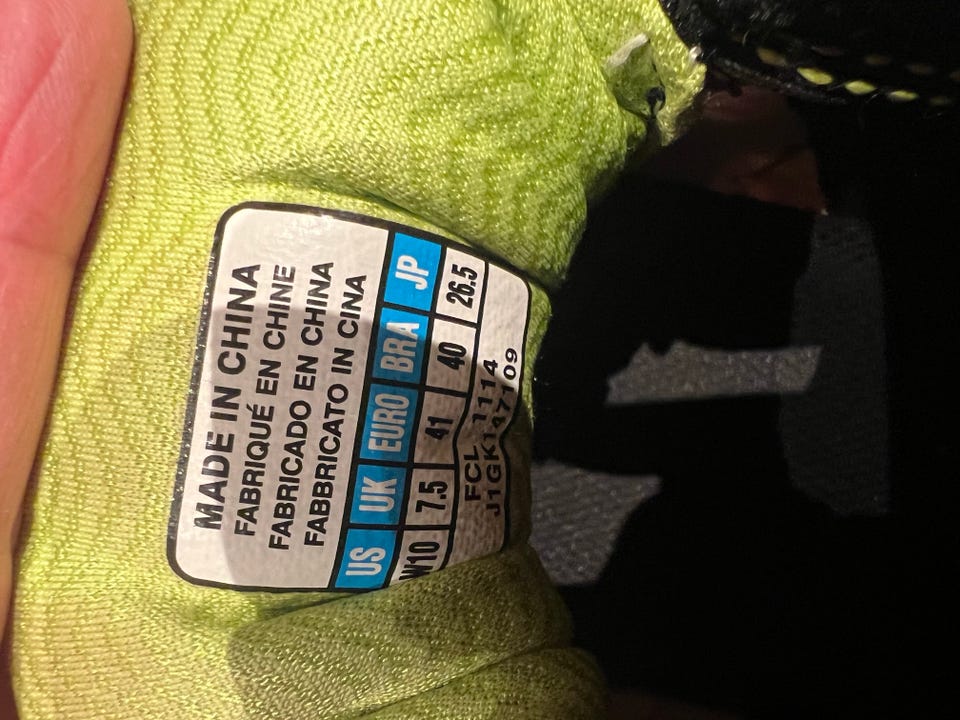 MADE IN CHINA
FABRIQUÉ EN CHINE
FABRICADO EN CHINA
FABBRICATO IN CINA
US UK EURO BRA JP
W10 7.5 41 40 26.5
FCL 1114
J1GK147109